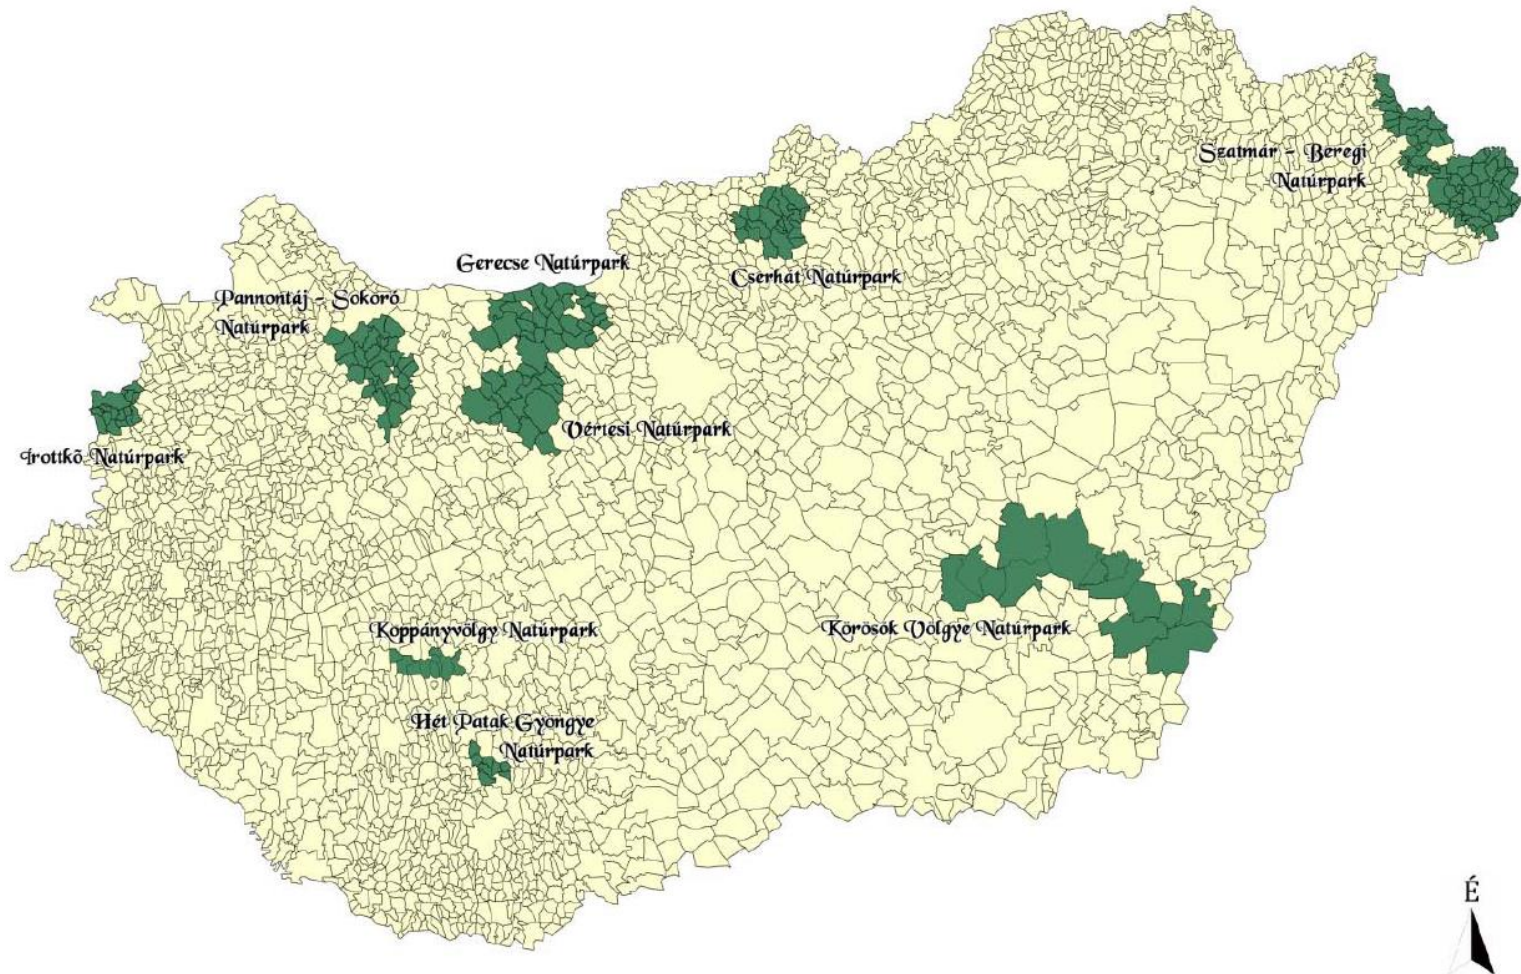 Szatmár - Beregi
Natúrpark
Gerecse Natúrpark
Cserhát Natúrpark
Pannontáj - Sokoró
Natúrpark
Vértesi Natúrpark
Írottkő Natúrpark
Koppányvölgy Natúrpark
Körösök Völgye Natúrpark
Hét Patak Gyöngye
Natúrpark
É